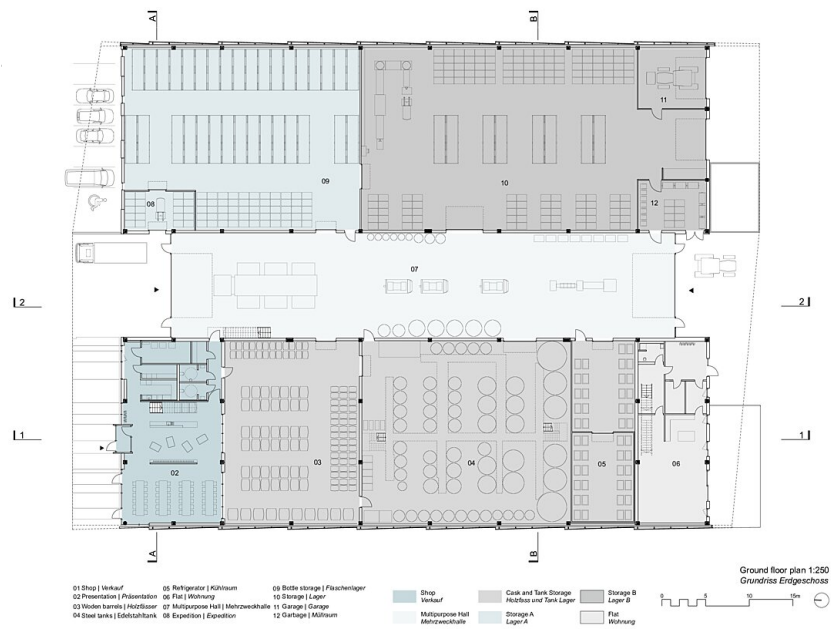 A B
11
09 10 12
08
07
2 2
1 1
02 03 04 05 06
A B
Ground floor plan 1:250
Grundriss Erdgeschoss
01 Shop | Verkauf
02 Presentation | Präsentation
03 Woden barrels | Holzfässer
04 Steel tanks | Edelstahltank
05 Refrigerator | Kühlraum
06 Flat | Wohnung
07 Multipurpose Hall | Mehrzweckhalle
08 Expedition | Expedition
09 Bottle storage | Flaschenlager
10 Storage | Lager
11 Garage | Garage
12 Garbage | Müllraum
Shop
Verkauf
Multipurpose Hall
Mehrzweckhalle
Cask and Tank Storage
Holzfass und Tank Lager
Storage A
Lager A
Storage B
Lager B
Flat
Wohnung
0 5 10 15m